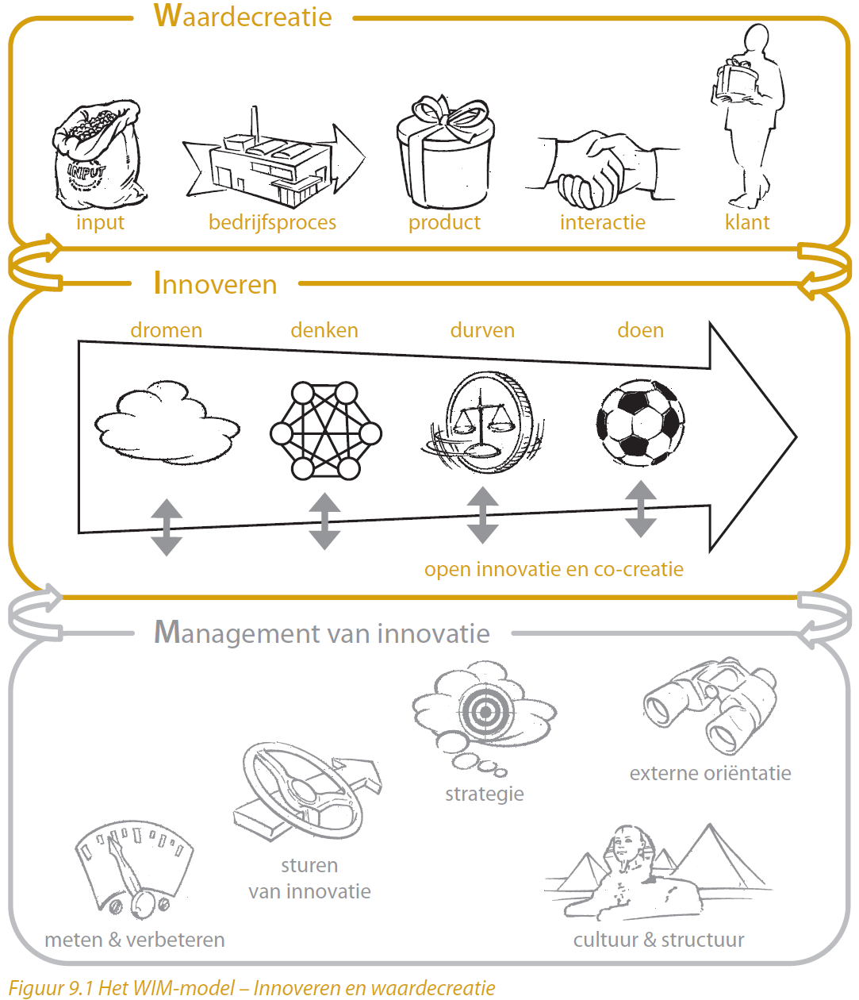 Waardecreatie
INPUT
input
bedrijfsproces
product
interactie
klant
Innoveren
dromen
denken
durven
doen
open innovatie en co-creatie
Management van innovatie
strategie
externe oriëntatie
sturen
van innovatie
meten & verbeteren
cultuur & structuur
Figuur 9.1 Het WIM-model – Innoveren en waardecreatie